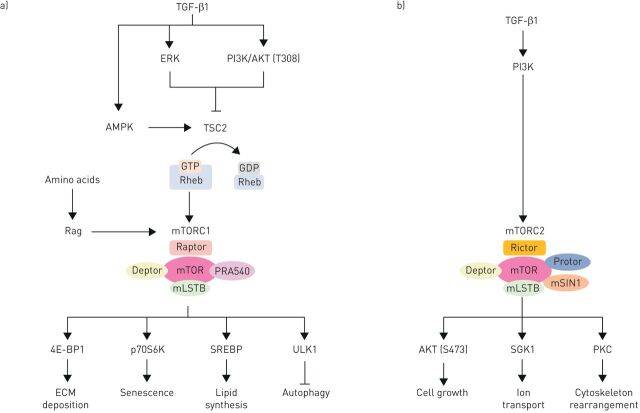 a)
TGF-β1
ERK
PI3K/AKT (T308)
AMPK
TSC2
GTP
Rheb
GDP
Rheb
Amino acids
Rag
mTORC1
Raptor
Deptor
mTOR
PRA540
mLSTB
4E-BP1
p70S6K
SREBP
ULK1
ECM
deposition
Senescence
Lipid
synthesis
Autophagy
b)
TGF-β1
PI3K
mTORC2
Rictor
Deptor
mTOR
Protor
mSIN1
mLSTB
AKT (S473)
SGK1
PKC
Cell growth
Ion
transport
Cytoskeleton
rearrangement